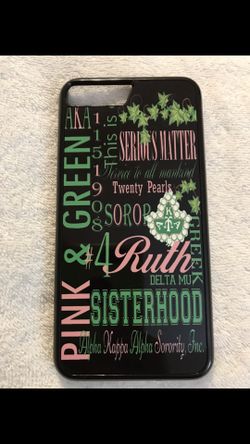 PINK & GREEN
AKA
1151908
This is
SERIOUS MATTER
Service to all mankind
Twenty Pearls
SOROR
GREEK
#4 Ruth
DELTA MU
SISTERHOOD
Alpha Kappa Alpha Sorority, Inc.